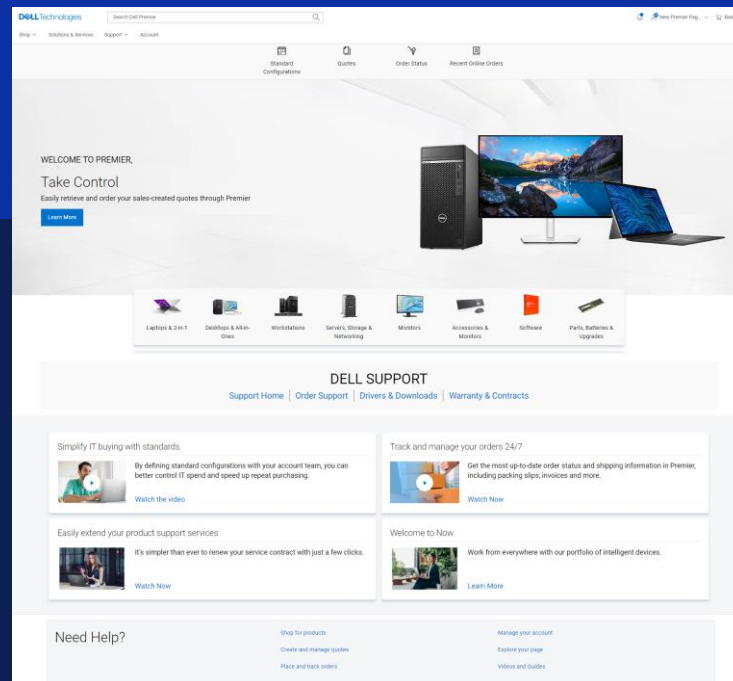 DELL Technologies
Search Dell Premier
New Premier Pag...
Shop
Solutions & Services
Support
Account
Standard
Configurations
Quotes
Order Status
Recent Online Orders
WELCOME TO PREMIER,
Take Control
Easily retrieve and order your sales-created quotes through Premier
Learn More
Laptops & 2-in-1
Desktops & All-in-
Ones
Workstations
Servers, Storage &
Networking
Monitors
Accessories &
Monitors
Software
Parts, Batteries &
Upgrades
DELL SUPPORT
Support Home | Order Support | Drivers & Downloads | Warranty & Contracts
Simplify IT buying with standards.
By defining standard configurations with your account team, you can
better control IT spend and speed up repeat purchasing.
Watch the video
Track and manage your orders 24/7
Get the most up-to-date order status and shipping information in Premier,
including packing slips, invoices and more.
Watch Now
Easily extend your product support services
It's simpler than ever to renew your service contract with just a few clicks.
Watch Now
Welcome to Now
Work from everywhere with our portfolio of intelligent devices.
Learn More
Need Help?
Shop for products
Create and manage quotes
Place and track orders
Manage your account
Explore your page
Videos and Guides